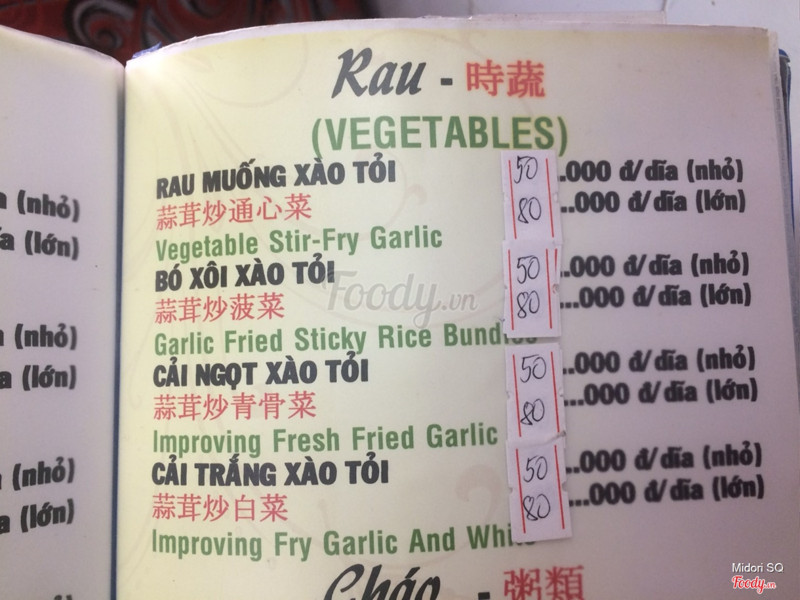 Rau - 時蔬
(VEGETABLES)
RAU MUỐNG XÀO TỎI 50 ..000 đ/dĩa (nhỏ)
蒜茸炒通心菜 80 ...000 đ/dĩa (lớn)
Vegetable Stir-Fry Garlic
BÓ XÔI XÀO TỎI 50 ..000 đ/dĩa (nhỏ)
蒜茸炒菠菜 80 ...000 đ/dĩa (lớn)
Garlic Fried Sticky Rice Bundles
CẢI NGỌT XÀO TỎI 50 ..000 đ/dĩa (nhỏ)
蒜茸炒青骨菜 80 ...000 đ/dĩa (lớn)
Improving Fresh Fried Garlic
CẢI TRẮNG XÀO TỎI 50 ..000 đ/dĩa (nhỏ)
蒜茸炒白菜 80 ...000 đ/dĩa (lớn)
Improving Fry Garlic And White
Cháo - 粥類
(nhỏ)
(lớn)
(nhỏ)
(lớn)
(nhỏ)
(lớn)
Foody.vn
Midori SQ
Foody.vn